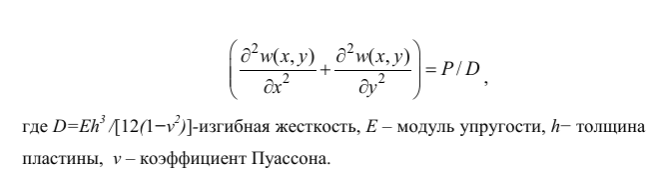 (∂²w(x,y)/∂x² + ∂²w(x,y)/∂y²) = P / D ,
где D=Eh³ /[12(1−ν²)]-изгибная жесткость, E – модуль упругости, h− толщина
пластины, ν – коэффициент Пуассона.